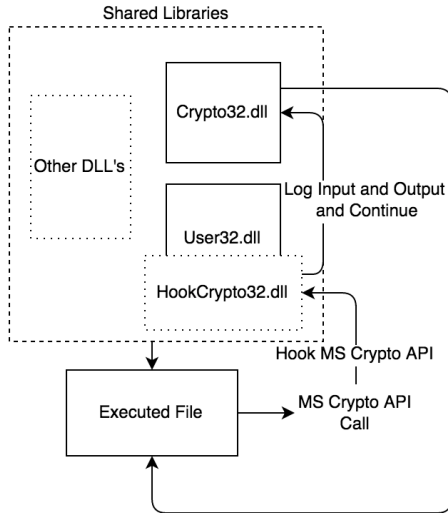 Shared Libraries
Crypto32.dll
Other DLL's
Log Input and Output
and Continue
User32.dll
HookCrypto32.dll
Hook MS Crypto API
Executed File
MS Crypto API
Call